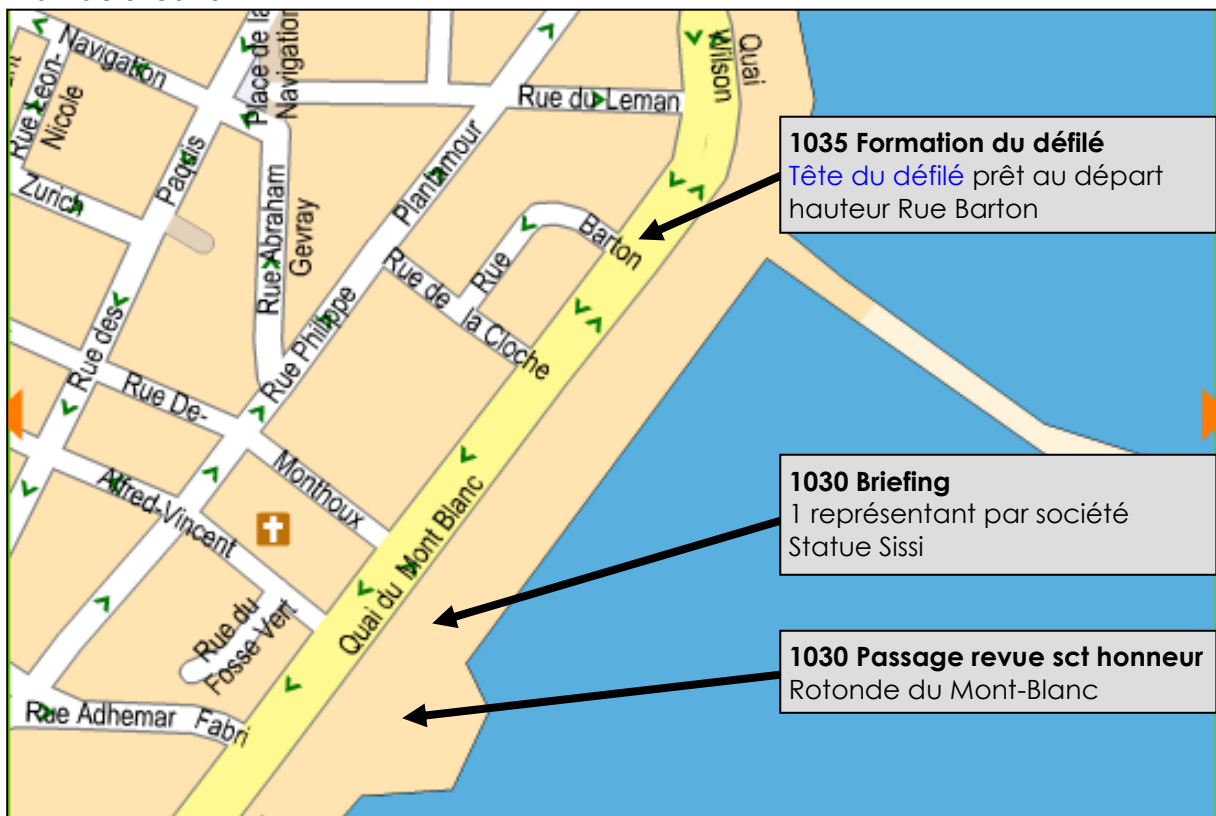 Navigation
Place de la
Navigation
Quai
Wilson
Rue Leon-
Nicole
Rue du Leman
Zurich
Paquis
Rue des
Rue Abraham
Gevray
Plantamour
Rue Philippe
1035 Formation du défilé
Tête du défilé prêt au départ
hauteur Rue Barton
Rue
Barton
Rue de
la Cloche
Rue De-
Monthoux
Alfred-Vincent
Quai du Mont Blanc
1030 Briefing
1 représentant par société
Statue Sissi
Rue du
Fosse Vert
1030 Passage revue sct honneur
Rotonde du Mont-Blanc
Rue Adhemar Fabri